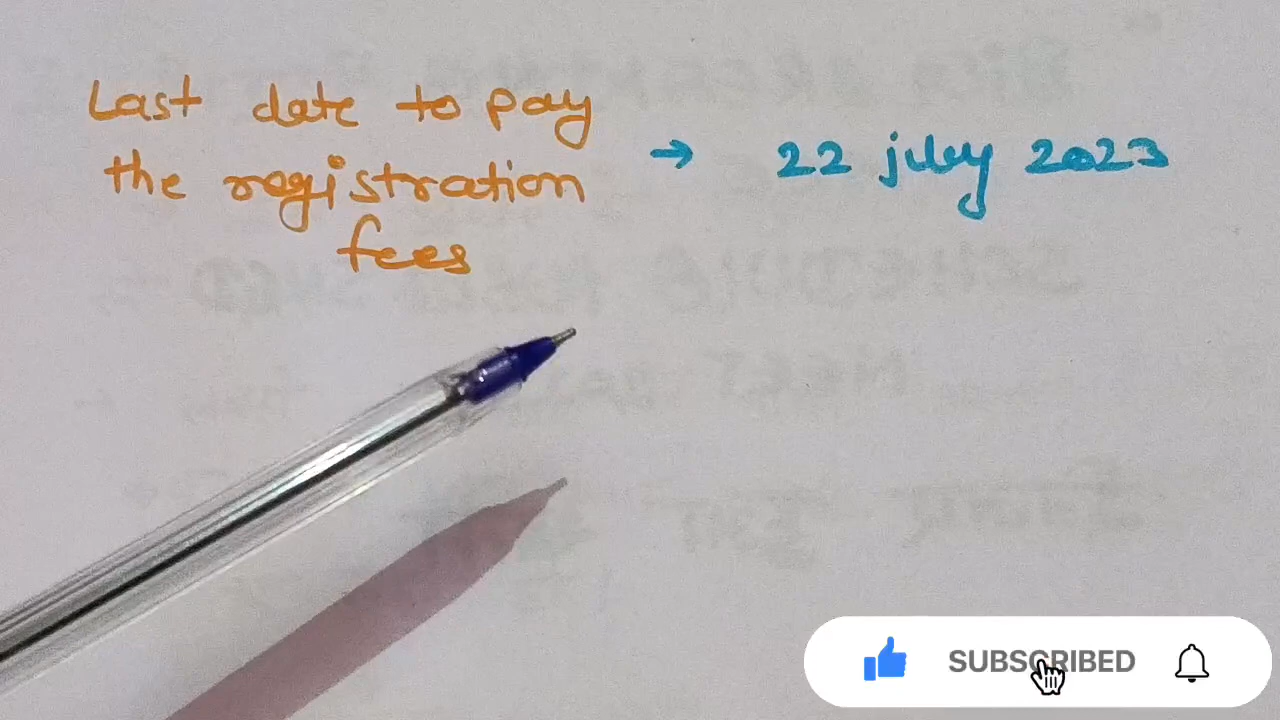 Last date to pay
the registration
fees
→ 22 july 2023
SUBSCRIBED